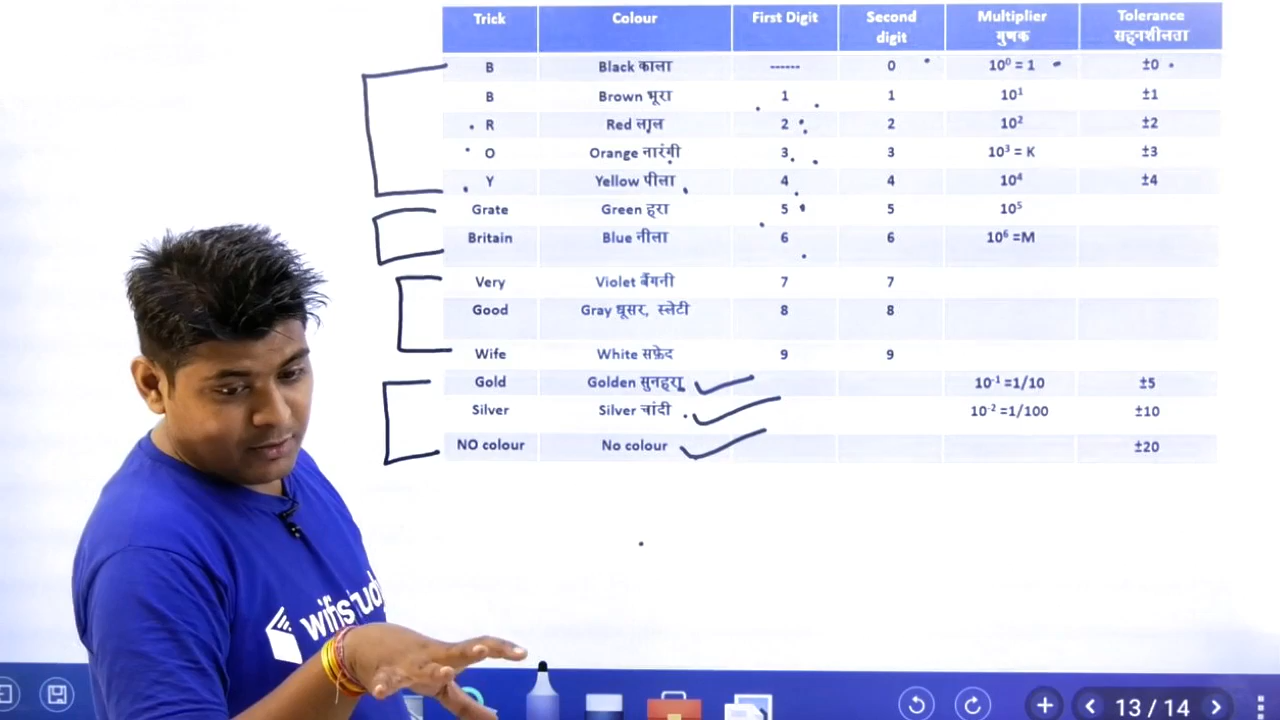 Trick Colour First Digit Second digit Multiplier गुणक Tolerance सहनशीलता
B Black काला ------ 0 10⁰ = 1 ±0
B Brown भूरा 1 1 10¹ ±1
R Red लाल 2 2 10² ±2
O Orange नारंगी 3 3 10³ = K ±3
Y Yellow पीला 4 4 10⁴ ±4
Grate Green हरा 5 5 10⁵
Britain Blue नीला 6 6 10⁶ =M
Very Violet बैंगनी 7 7
Good Gray धूसर, स्लेटी 8 8
Wife White सफ़ेद 9 9
Gold Golden सुनहरा 10⁻¹ =1/10 ±5
Silver Silver चांदी 10⁻² =1/100 ±10
NO colour No colour ±20
13 / 14